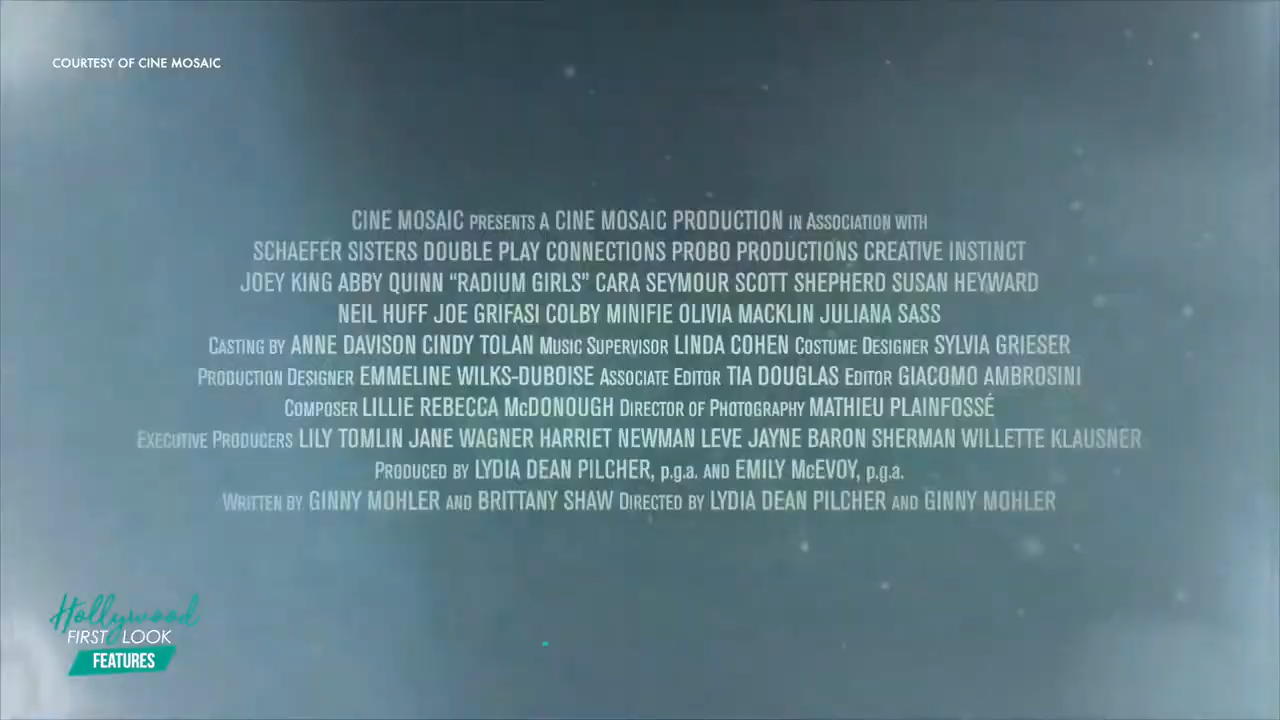 COURTESY OF CINE MOSAIC
CINE MOSAIC PRESENTS A CINE MOSAIC PRODUCTION IN ASSOCIATION WITH
SCHAEFER SISTERS DOUBLE PLAY CONNECTIONS PROBO PRODUCTIONS CREATIVE INSTINCT
JOEY KING ABBY QUINN “RADIUM GIRLS” CARA SEYMOUR SCOTT SHEPHERD SUSAN HEYWARD
NEIL HUFF JOE GRIFASI COLBY MINIFIE OLIVIA MACKLIN JULIANA SASS
CASTING BY ANNE DAVISON CINDY TOLAN MUSIC SUPERVISOR LINDA COHEN COSTUME DESIGNER SYLVIA GRIESER
PRODUCTION DESIGNER EMMELINE WILKS-DUBOISE ASSOCIATE EDITOR TIA DOUGLAS EDITOR GIACOMO AMBROSINI
COMPOSER LILLIE REBECCA McDONOUGH DIRECTOR OF PHOTOGRAPHY MATHIEU PLAINFOSSÉ
EXECUTIVE PRODUCERS LILY TOMLIN JANE WAGNER HARRIET NEWMAN LEVE JAYNE BARON SHERMAN WILLETTE KLAUSNER
PRODUCED BY LYDIA DEAN PILCHER, p.g.a. AND EMILY McEVOY, p.g.a.
WRITTEN BY GINNY MOHLER AND BRITTANY SHAW DIRECTED BY LYDIA DEAN PILCHER AND GINNY MOHLER
Hollywood
FIRST LOOK
FEATURES